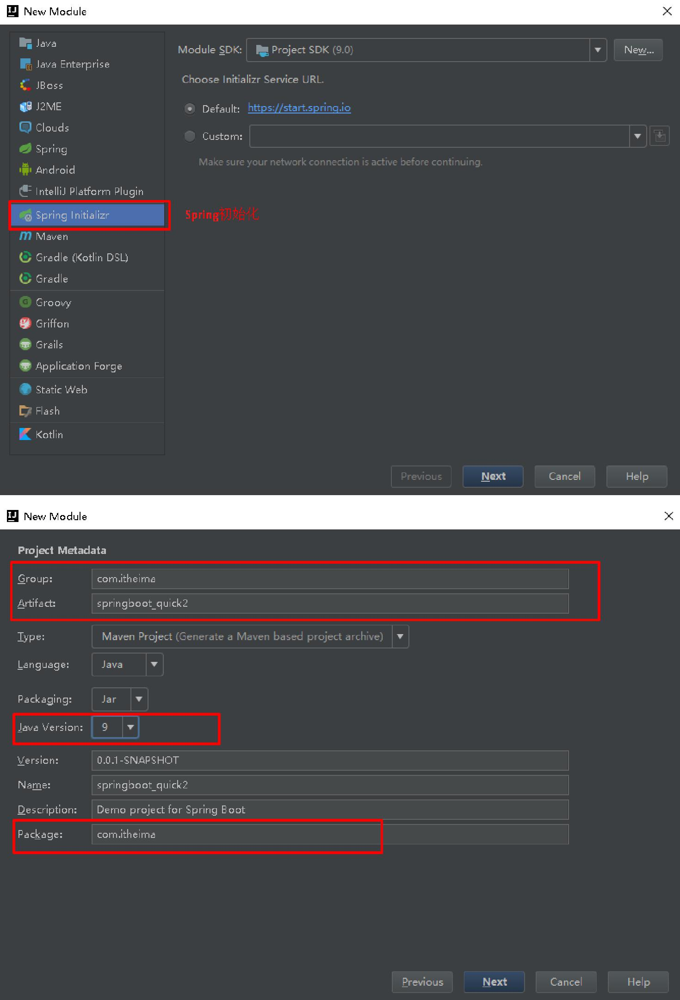 New Module
Java
Java Enterprise
JBoss
J2ME
Clouds
Spring
Android
IntelliJ Platform Plugin
Spring Initializr
Maven
Gradle (Kotlin DSL)
Gradle
Groovy
Griffon
Grails
Application Forge
Static Web
Flash
Kotlin
Module SDK: Project SDK (9.0) New...
Choose Initializr Service URL.
Default: https://start.spring.io
Custom:
Make sure your network connection is active before continuing.
Spring初始化
Previous Next Cancel Help
New Module
Project Metadata
Group: com.itheima
Artifact: springboot_quick2
Type: Maven Project (Generate a Maven based project archive)
Language: Java
Packaging: Jar
Java Version: 9
Version: 0.0.1-SNAPSHOT
Name: springboot_quick2
Description: Demo project for Spring Boot
Package: com.itheima
Previous Next Cancel Help